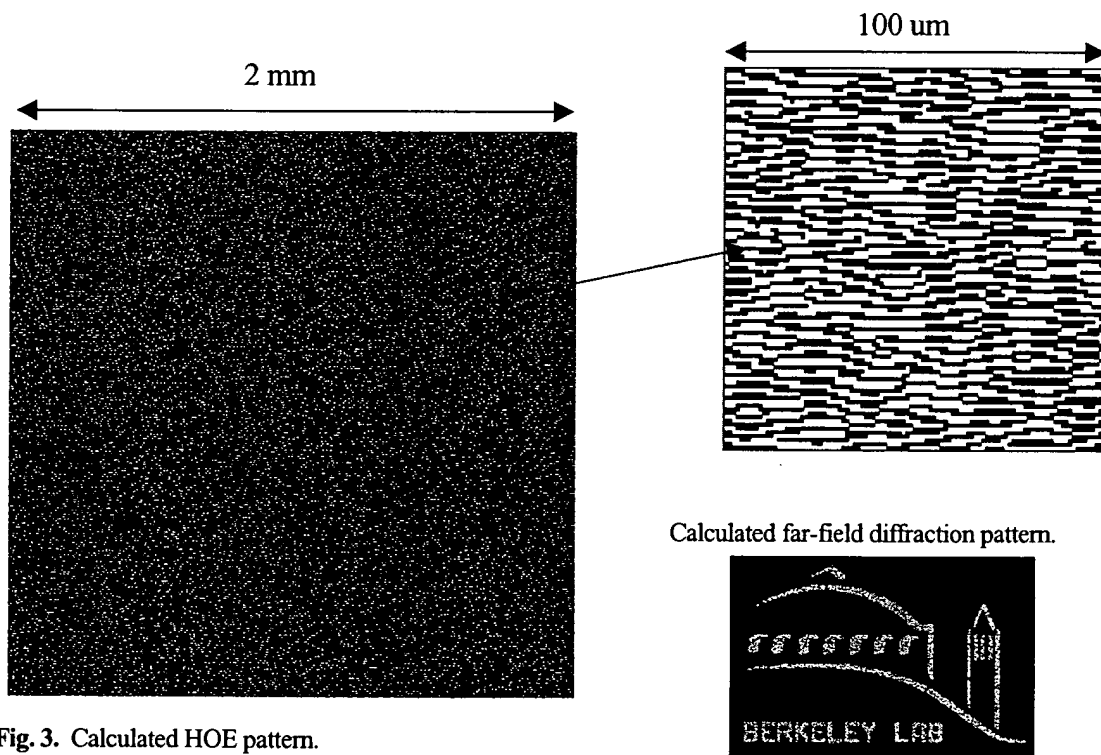 100 um
2 mm
Calculated far-field diffraction pattern.
BERKELEY LAB
Fig. 3. Calculated HOE pattern.